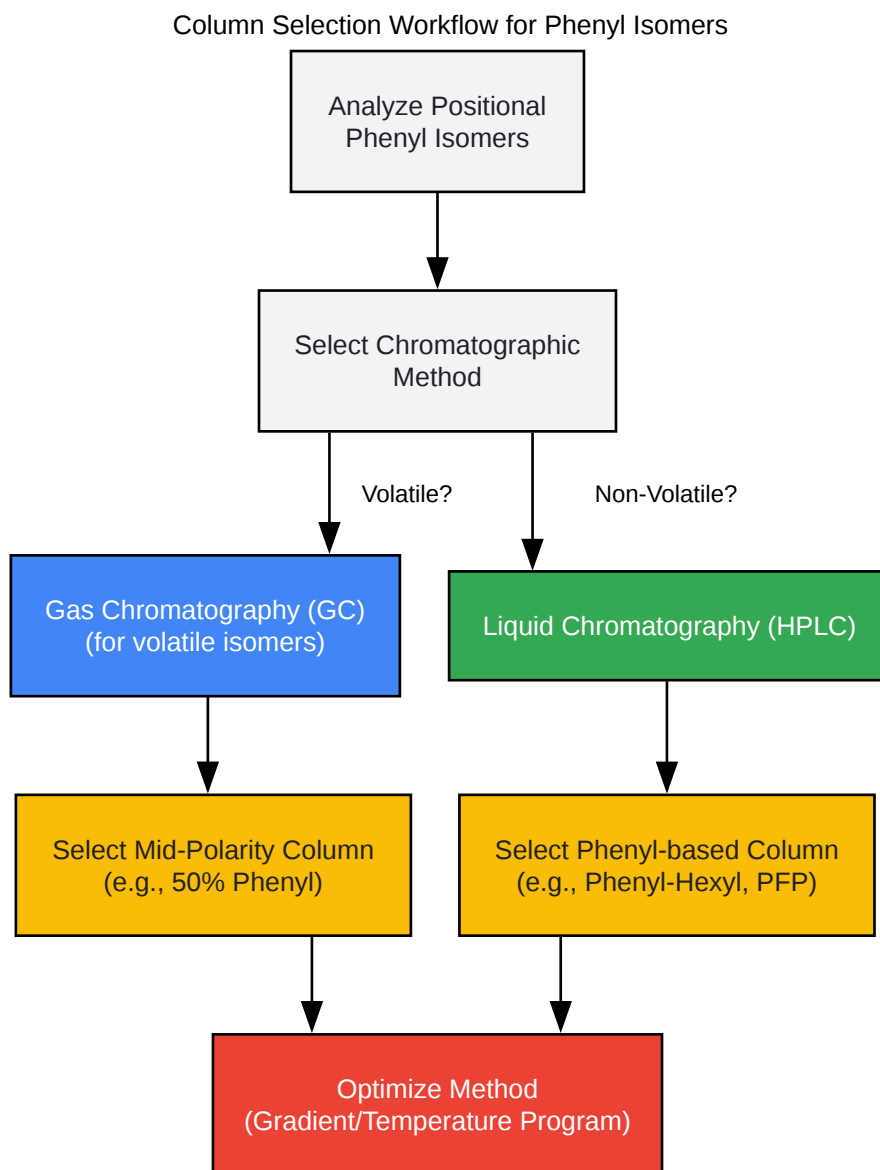 Column Selection Workflow for Phenyl Isomers
Analyze Positional
Phenyl Isomers
Select Chromatographic
Method
Volatile?
Non-Volatile?
Gas Chromatography (GC)
(for volatile isomers)
Liquid Chromatography (HPLC)
Select Mid-Polarity Column
(e.g., 50% Phenyl)
Select Phenyl-based Column
(e.g., Phenyl-Hexyl, PFP)
Optimize Method
(Gradient/Temperature Program)